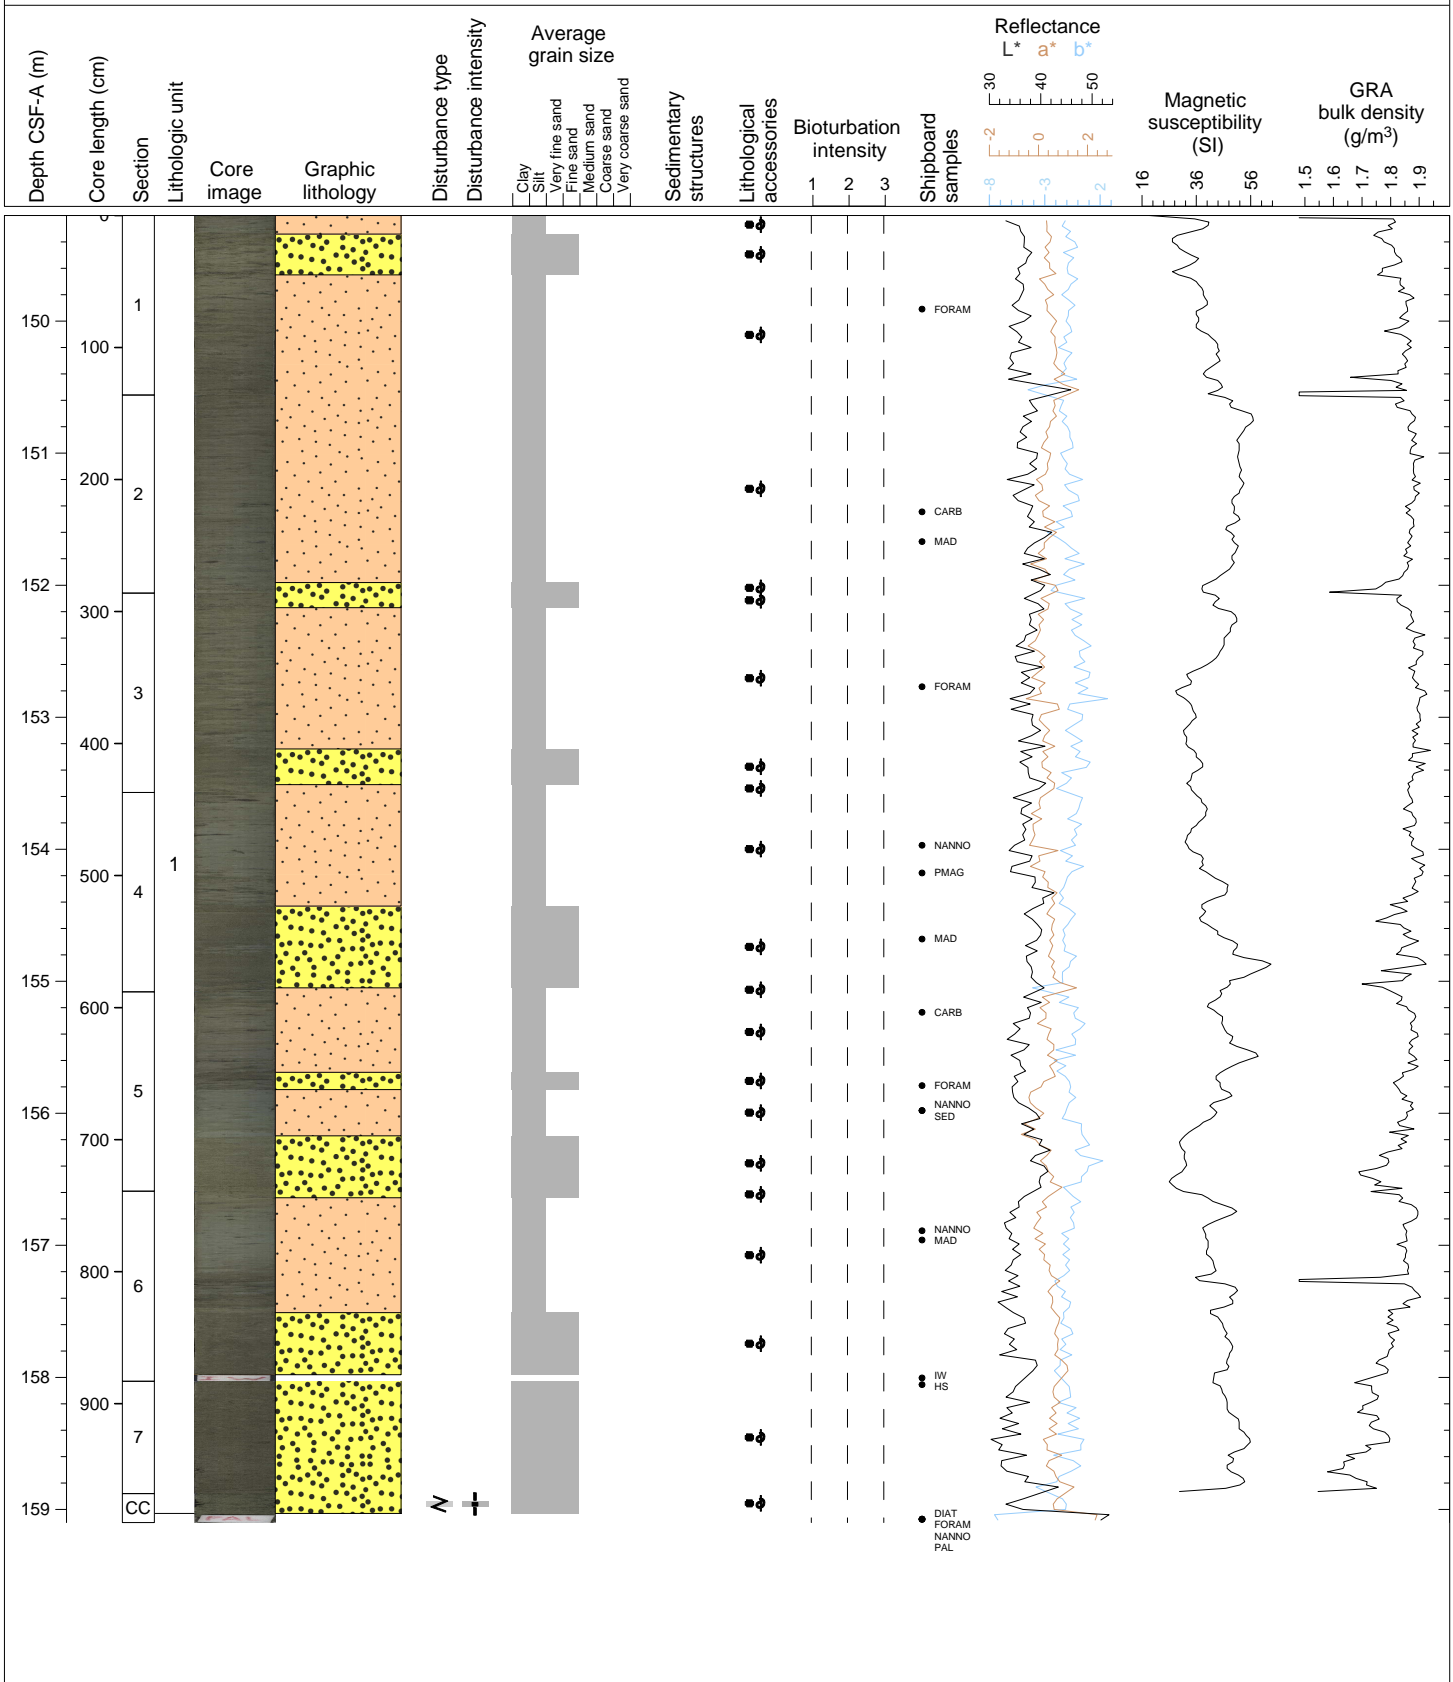 Depth CSF-A (m)
Core length (cm)
Section
Lithologic unit
Core
image
Graphic
lithology
Disturbance type
Disturbance intensity
Average
grain size
Clay
Silt
Very fine sand
Fine sand
Medium sand
Coarse sand
Very coarse sand
Sedimentary
structures
Lithological
accessories
Bioturbation
intensity
1 2 3
Shipboard
samples
Reflectance
L* a* b*
30 40 50
-2 0 2
-8 -3 2
Magnetic
susceptibility
(SI)
16 36 56
GRA
bulk density
(g/m3)
1.5 1.6 1.7 1.8 1.9
0
1
FORAM
150
100
151
200
2
CARB
MAD
152
300
3
FORAM
153
400
NANNO
154
1
500
4
PMAG
MAD
155
600
CARB
5
FORAM
156
NANNO
SED
700
NANNO
157
MAD
800
6
158
IW
HS
900
7
CC
159
DIAT
FORAM
NANNO
PAL
IW
PAL